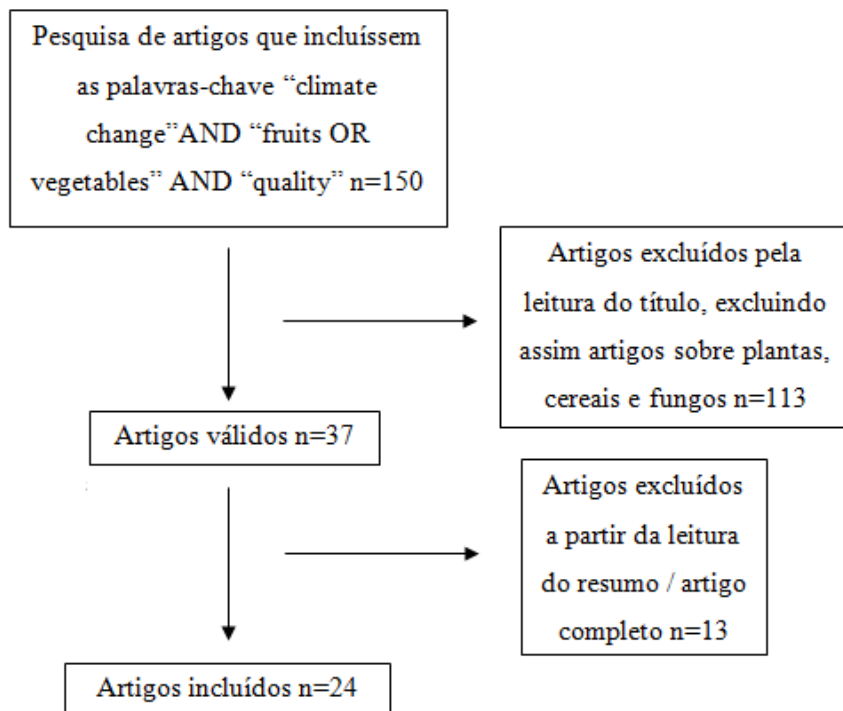 Pesquisa de artigos que incluíssem
as palavras-chave “climate
change”AND “fruits OR
vegetables” AND “quality” n=150
Artigos excluídos pela
leitura do título, excluindo
assim artigos sobre plantas,
cereais e fungos n=113
Artigos válidos n=37
Artigos excluídos
a partir da leitura
do resumo / artigo
completo n=13
Artigos incluídos n=24